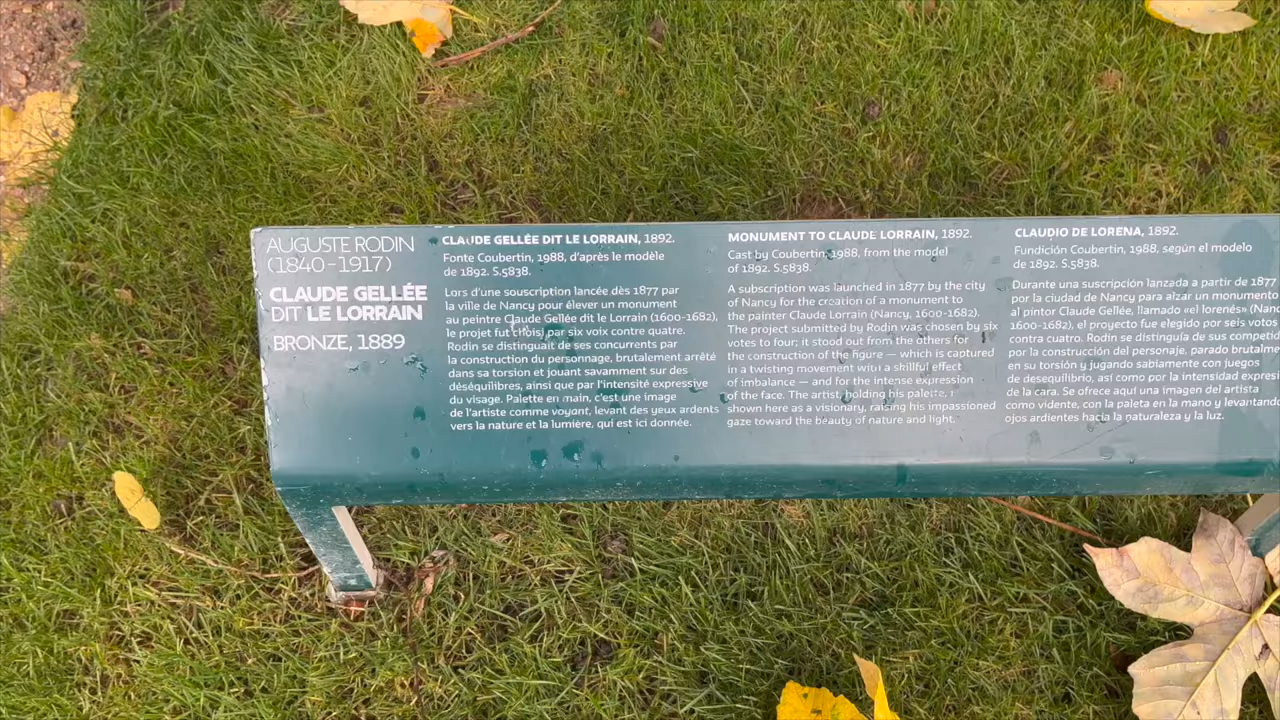 AUGUSTE RODIN
(1840-1917)
CLAUDE GELLÉE
DIT LE LORRAIN
BRONZE, 1889
CLAUDE GELLÉE DIT LE LORRAIN, 1892.
Fonte Coubertin, 1988, d'après le modèle
de 1892. S.5838.
Lors d'une souscription lancée dès 1877 par
la ville de Nancy pour élever un monument
au peintre Claude Gellée dit le Lorrain (1600-1682),
le projet fut choisi par six voix contre quatre.
Rodin se distinguait de ses concurrents par
la construction du personnage, brutalement arrêté
dans sa torsion et jouant savamment sur des
déséquilibres, ainsi que par l'intensité expressive
du visage. Palette en main, c'est une image
de l'artiste comme voyant, levant des yeux ardents
vers la nature et la lumière, qui est ici donnée.
MONUMENT TO CLAUDE LORRAIN, 1892.
Cast by Coubertin, 1988, from the model
of 1892. S.5838.
A subscription was launched in 1877 by the city
of Nancy for the creation of a monument to
the painter Claude Lorrain (Nancy, 1600-1682).
The project submitted by Rodin was chosen by six
votes to four; it stood out from the others for
the construction of the figure — which is captured
in a twisting movement with a skillful effect
of imbalance — and for the intense expression
of the face. The artist, holding his palette, i
shown here as a visionary, raising his impassioned
gaze toward the beauty of nature and light.
CLAUDIO DE LORENA, 1892.
Fundición Coubertin, 1988, según el modelo
de 1892. S.5838.
Durante una suscripción lanzada a partir de 1877
por la ciudad de Nancy para alzar un monumento
al pintor Claude Gellée, llamado «el lorenés» (Nanc
1600-1682), el proyecto fue elegido por seis votos
contra cuatro. Rodin se distinguía de sus competid
por la construcción del personaje, parado brutalme
en su torsión y jugando sabiamente con juegos
de desequilibrio, así como por la intensidad expresi
de la cara. Se ofrece aquí una imagen del artista
como vidente, con la paleta en la mano y levantando
ojos ardientes hacia la naturaleza y la luz.